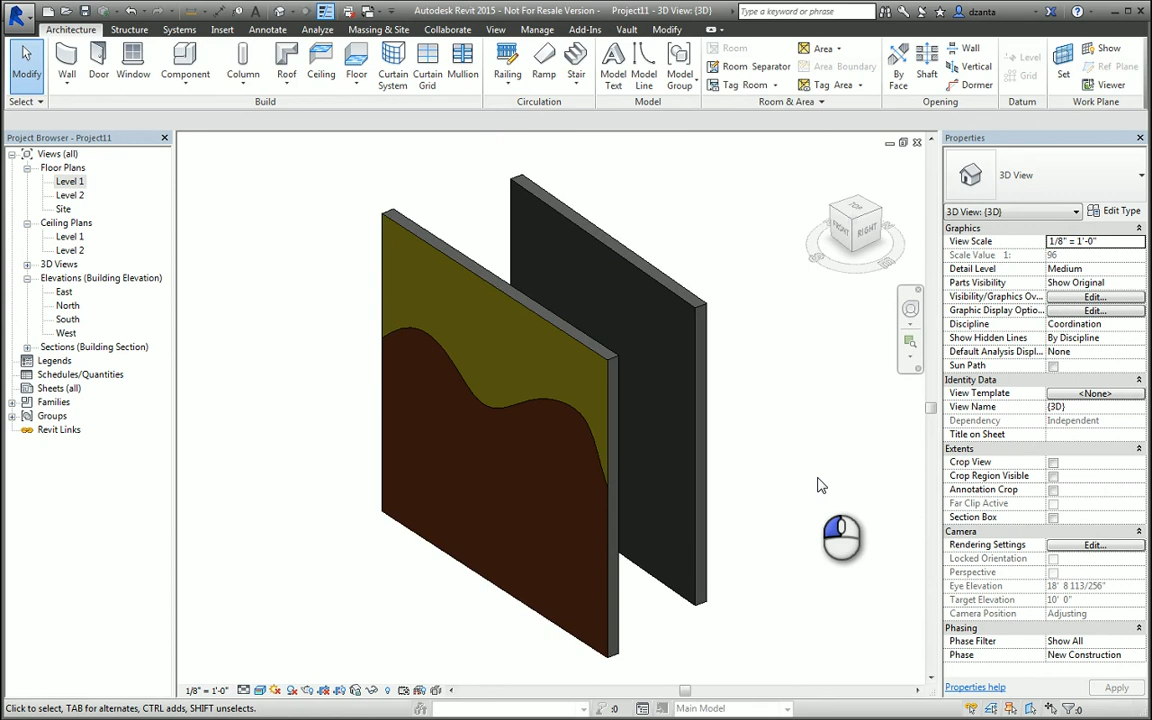 Autodesk Revit 2015 - Not For Resale Version - Project11 - 3D View: {3D}
Type a keyword or phrase
dzanta
Architecture Structure Systems Insert Annotate Analyze Massing & Site Collaborate View Manage Add-Ins Vault Modify
Modify
Wall
Door
Window
Component
Column
Roof
Ceiling
Floor
Curtain System
Curtain Grid
Mullion
Railing
Ramp
Stair
Model Text
Model Line
Model Group
Room
Room Separator
Tag Room
Area
Area Boundary
Tag Area
By Face
Shaft
Wall
Vertical
Dormer
Level
Grid
Set
Show
Ref Plane
Viewer
Select Build Circulation Model Room & Area Opening Datum Work Plane
Project Browser - Project11
Views (all)
Floor Plans
Level 1
Level 2
Site
Ceiling Plans
Level 1
Level 2
3D Views
Elevations (Building Elevation)
East
North
South
West
Sections (Building Section)
Legends
Schedules/Quantities
Sheets (all)
Families
Groups
Revit Links
TOP
FRONT
RIGHT
Properties
3D View
3D View: {3D} Edit Type
Graphics
View Scale 1/8" = 1'-0"
Scale Value 1: 96
Detail Level Medium
Parts Visibility Show Original
Visibility/Graphics Ov... Edit...
Graphic Display Optio... Edit...
Discipline Coordination
Show Hidden Lines By Discipline
Default Analysis Displ... None
Sun Path
Identity Data
View Template <None>
View Name {3D}
Dependency Independent
Title on Sheet
Extents
Crop View
Crop Region Visible
Annotation Crop
Far Clip Active
Section Box
Camera
Rendering Settings Edit...
Locked Orientation
Perspective
Eye Elevation 18' 8 113/256"
Target Elevation 10' 0"
Camera Position Adjusting
Phasing
Phase Filter Show All
Phase New Construction
Properties help Apply
1/8" = 1'-0"
Click to select, TAB for alternates, CTRL adds, SHIFT unselects. :0 Main Model :0